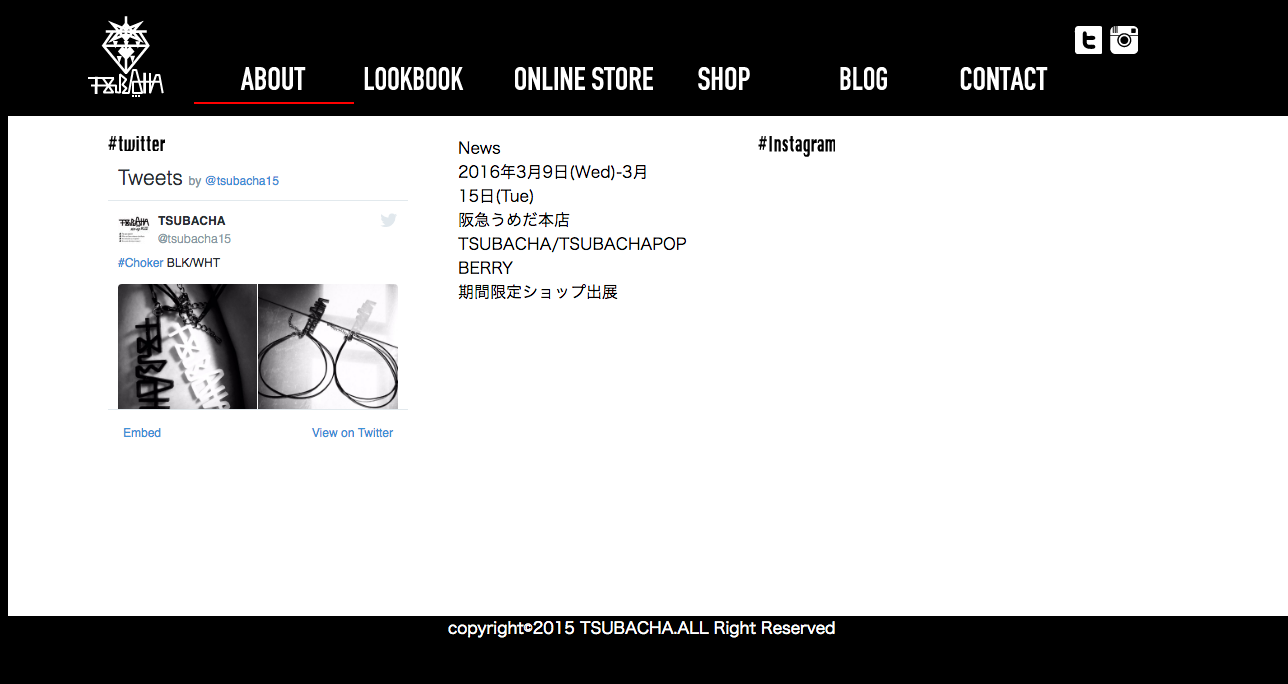 TSUBACHA
ABOUT LOOKBOOK ONLINE STORE SHOP BLOG CONTACT
#twitter
Tweets by @tsubacha15
TSUBACHA
@tsubacha15
#Choker BLK/WHT
Embed View on Twitter
News
2016年3月9日(Wed)-3月
15日(Tue)
阪急うめだ本店
TSUBACHA/TSUBACHAPOP
BERRY
期間限定ショップ出展
#Instagram
copyright©2015 TSUBACHA.ALL Right Reserved